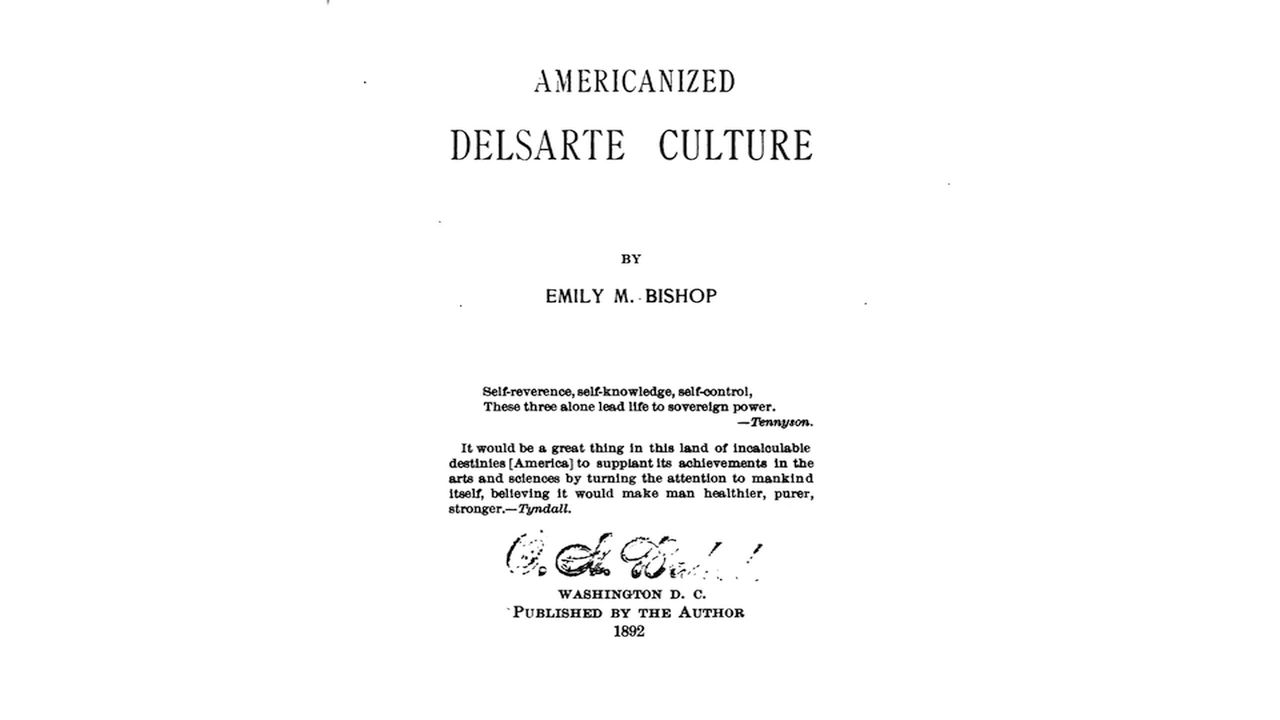 AMERICANIZED
DELSARTE CULTURE
BY
EMILY M. BISHOP
Self-reverence, self-knowledge, self-control,
These three alone lead life to sovereign power.
—Tennyson.
It would be a great thing in this land of incalculable
destinies [America] to supplant its achievements in the
arts and sciences by turning the attention to mankind
itself, believing it would make man healthier, purer,
stronger.—Tyndall.
WASHINGTON D. C.
PUBLISHED BY THE AUTHOR
1892